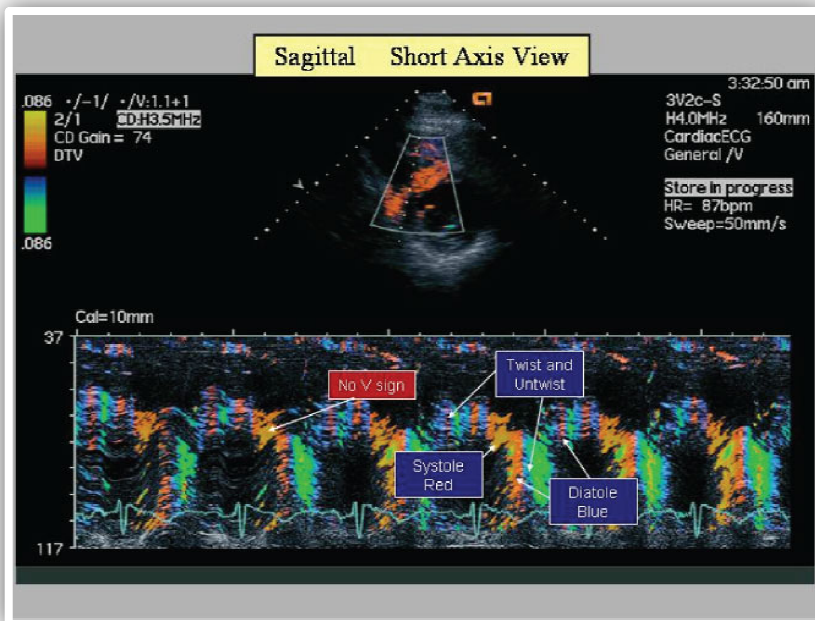 Sagittal Short Axis View
3:32:50 am
.086 ·/-1/ ·/V:1.1+1
2/1 CD:H3.5MHz
CD Gain = 74
DTV
.086
3V2c-S
H4.0MHz 160mm
CardiacECG
General /V
Store in progress
HR= 87bpm
Sweep=50mm/s
Cal=10mm
37
No V sign
Twist and
Untwist
Systole
Red
Diatole
Blue
117